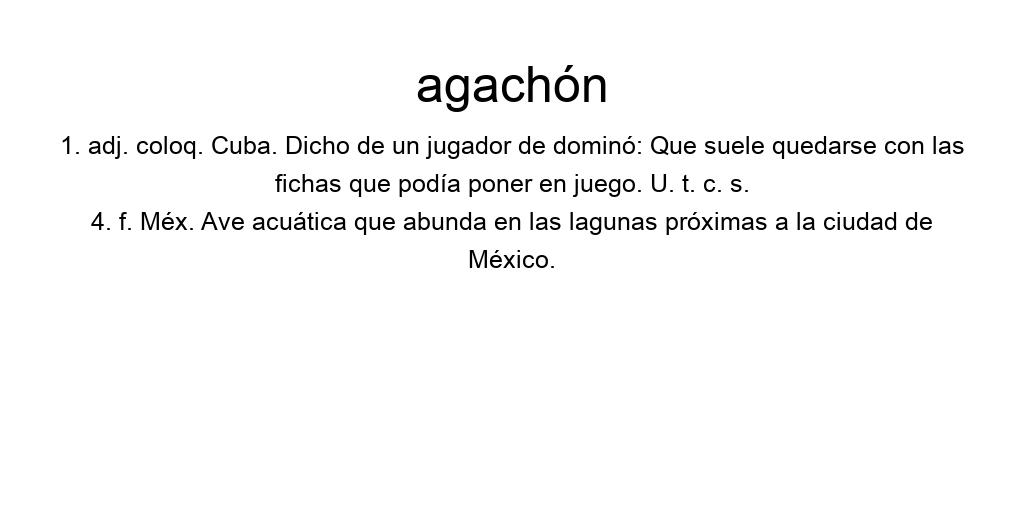 agachón
1. adj. coloq. Cuba. Dicho de un jugador de dominó: Que suele quedarse con las
fichas que podía poner en juego. U. t. c. s.
4. f. Méx. Ave acuática que abunda en las lagunas próximas a la ciudad de
México.